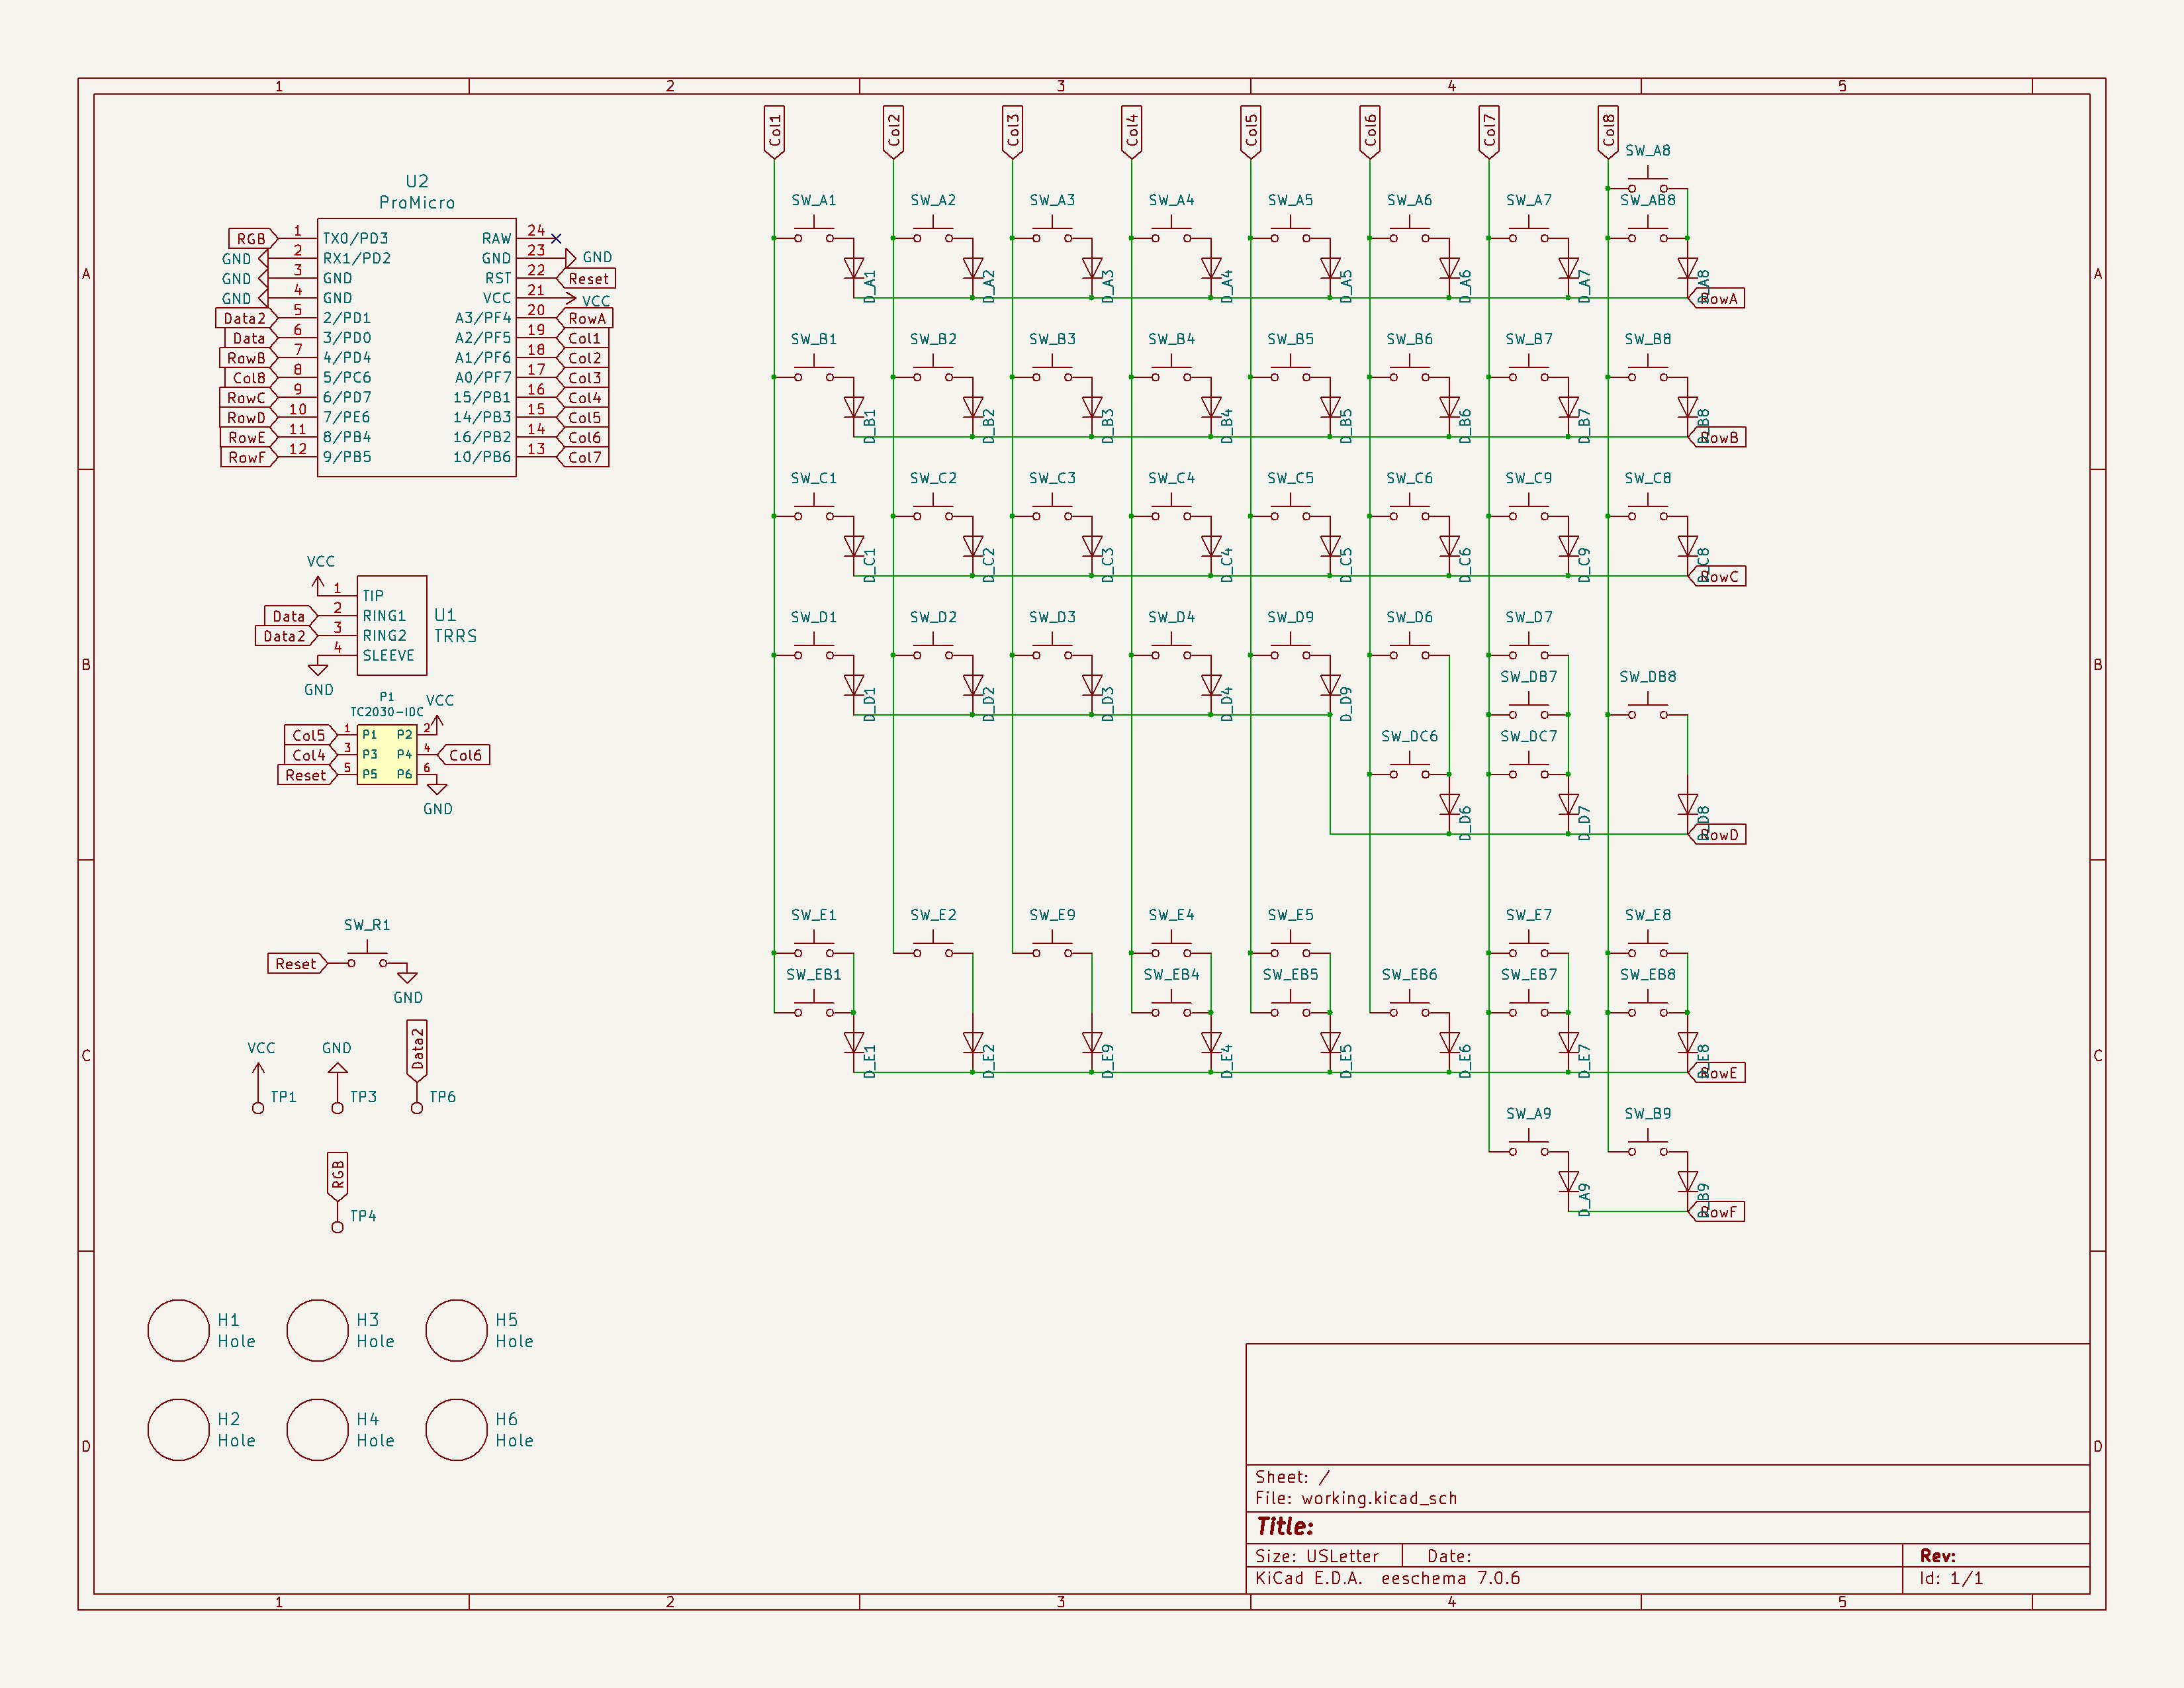 1 2 3 4 5
A
B
C
D
A
B
C
D
1 2 3 4 5
Col1 Col2 Col3 Col4 Col5 Col6 Col7 Col8
U2
ProMicro
RGB 1 TX0/PD3 RAW 24
GND 2 RX1/PD2 GND 23 GND
GND 3 GND RST 22 Reset
GND 4 GND VCC 21 VCC
Data2 5 2/PD1 A3/PF4 20 RowA
Data 6 3/PD0 A2/PF5 19 Col1
RowB 7 4/PD4 A1/PF6 18 Col2
Col8 8 5/PC6 A0/PF7 17 Col3
RowC 9 6/PD7 15/PB1 16 Col4
RowD 10 7/PE6 14/PB3 15 Col5
RowE 11 8/PB4 16/PB2 14 Col6
RowF 12 9/PB5 10/PB6 13 Col7
VCC
1 TIP
Data 2 RING1
Data2 3 RING2
4 SLEEVE
GND
U1
TRRS
P1
TC2030-IDC
VCC
Col5 1 P1 P2 2
Col4 3 P3 P4 4 Col6
Reset 5 P5 P6 6
GND
SW_R1
Reset
GND
VCC GND Data2
TP1 TP3 TP6
RGB
TP4
H1 Hole
H3 Hole
H5 Hole
H2 Hole
H4 Hole
H6 Hole
SW_A8
SW_A1 SW_A2 SW_A3 SW_A4 SW_A5 SW_A6 SW_A7 SW_AB8
D_A1 D_A2 D_A3 D_A4 D_A5 D_A6 D_A7 D_A8 RowA
SW_B1 SW_B2 SW_B3 SW_B4 SW_B5 SW_B6 SW_B7 SW_B8
D_B1 D_B2 D_B3 D_B4 D_B5 D_B6 D_B7 D_B8 RowB
SW_C1 SW_C2 SW_C3 SW_C4 SW_C5 SW_C6 SW_C9 SW_C8
D_C1 D_C2 D_C3 D_C4 D_C5 D_C6 D_C9 D_C8 RowC
SW_D1 SW_D2 SW_D3 SW_D4 SW_D9 SW_D6 SW_D7
SW_DB7 SW_DB8
D_D1 D_D2 D_D3 D_D4 D_D9
SW_DC6 SW_DC7
D_D6 D_D7 D_D8 RowD
SW_E1 SW_E2 SW_E9 SW_E4 SW_E5 SW_E7 SW_E8
SW_EB1 SW_EB4 SW_EB5 SW_EB6 SW_EB7 SW_EB8
D_E1 D_E2 D_E9 D_E4 D_E5 D_E6 D_E7 D_E8 RowE
SW_A9 SW_B9
D_A9 D_B9 RowF
Sheet: /
File: working.kicad_sch
Title:
Size: USLetter Date: Rev:
KiCad E.D.A. eeschema 7.0.6 Id: 1/1